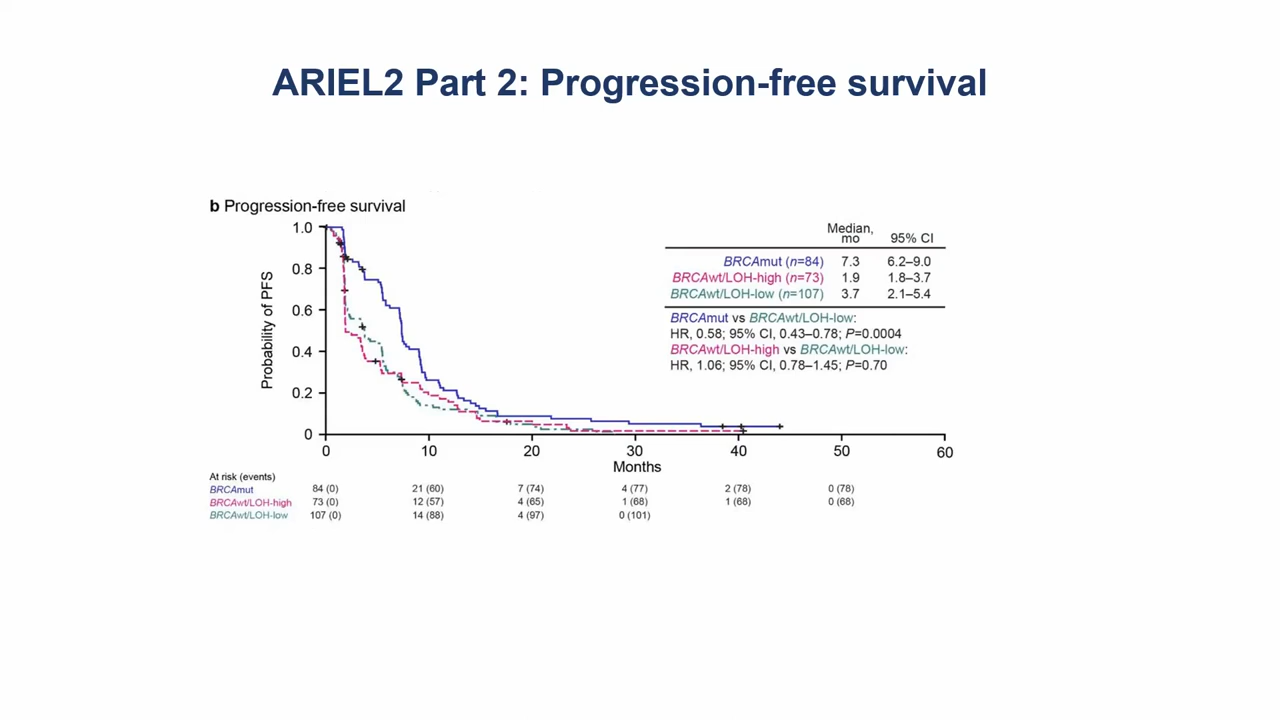 ARIEL2 Part 2: Progression-free survival
b Progression-free survival
Probability of PFS
1.0
0.8
0.6
0.4
0.2
0
0 10 20 30 40 50 60
Months
Median, mo 95% CI
BRCAmut (n=84) 7.3 6.2–9.0
BRCAwt/LOH-high (n=73) 1.9 1.8–3.7
BRCAwt/LOH-low (n=107) 3.7 2.1–5.4
BRCAmut vs BRCAwt/LOH-low:
HR, 0.58; 95% CI, 0.43–0.78; P=0.0004
BRCAwt/LOH-high vs BRCAwt/LOH-low:
HR, 1.06; 95% CI, 0.78–1.45; P=0.70
At risk (events)
BRCAmut 84 (0) 21 (60) 7 (74) 4 (77) 2 (78) 0 (78)
BRCAwt/LOH-high 73 (0) 12 (57) 4 (65) 1 (68) 1 (68) 0 (68)
BRCAwt/LOH-low 107 (0) 14 (88) 4 (97) 0 (101)